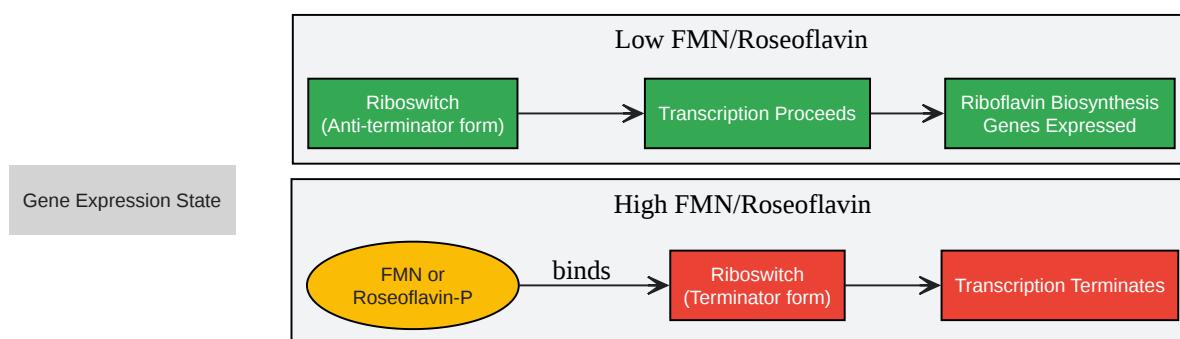 Low FMN/Roseoflavin
Riboswitch
(Anti-terminator form)
Transcription Proceeds
Riboflavin Biosynthesis
Genes Expressed
Gene Expression State
High FMN/Roseoflavin
FMN or
Roseoflavin-P
binds
Riboswitch
(Terminator form)
Transcription Terminates